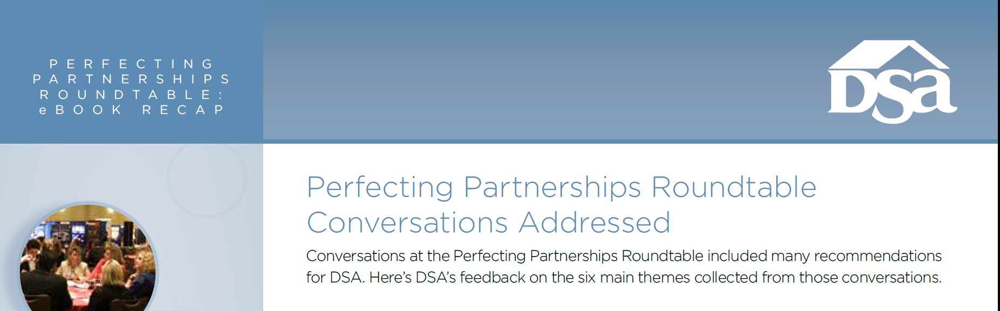 PERFECTING
PARTNERSHIPS
ROUNDTABLE:
eBOOK RECAP
DSa
Perfecting Partnerships Roundtable
Conversations Addressed
Conversations at the Perfecting Partnerships Roundtable included many recommendations
for DSA. Here’s DSA’s feedback on the six main themes collected from those conversations.